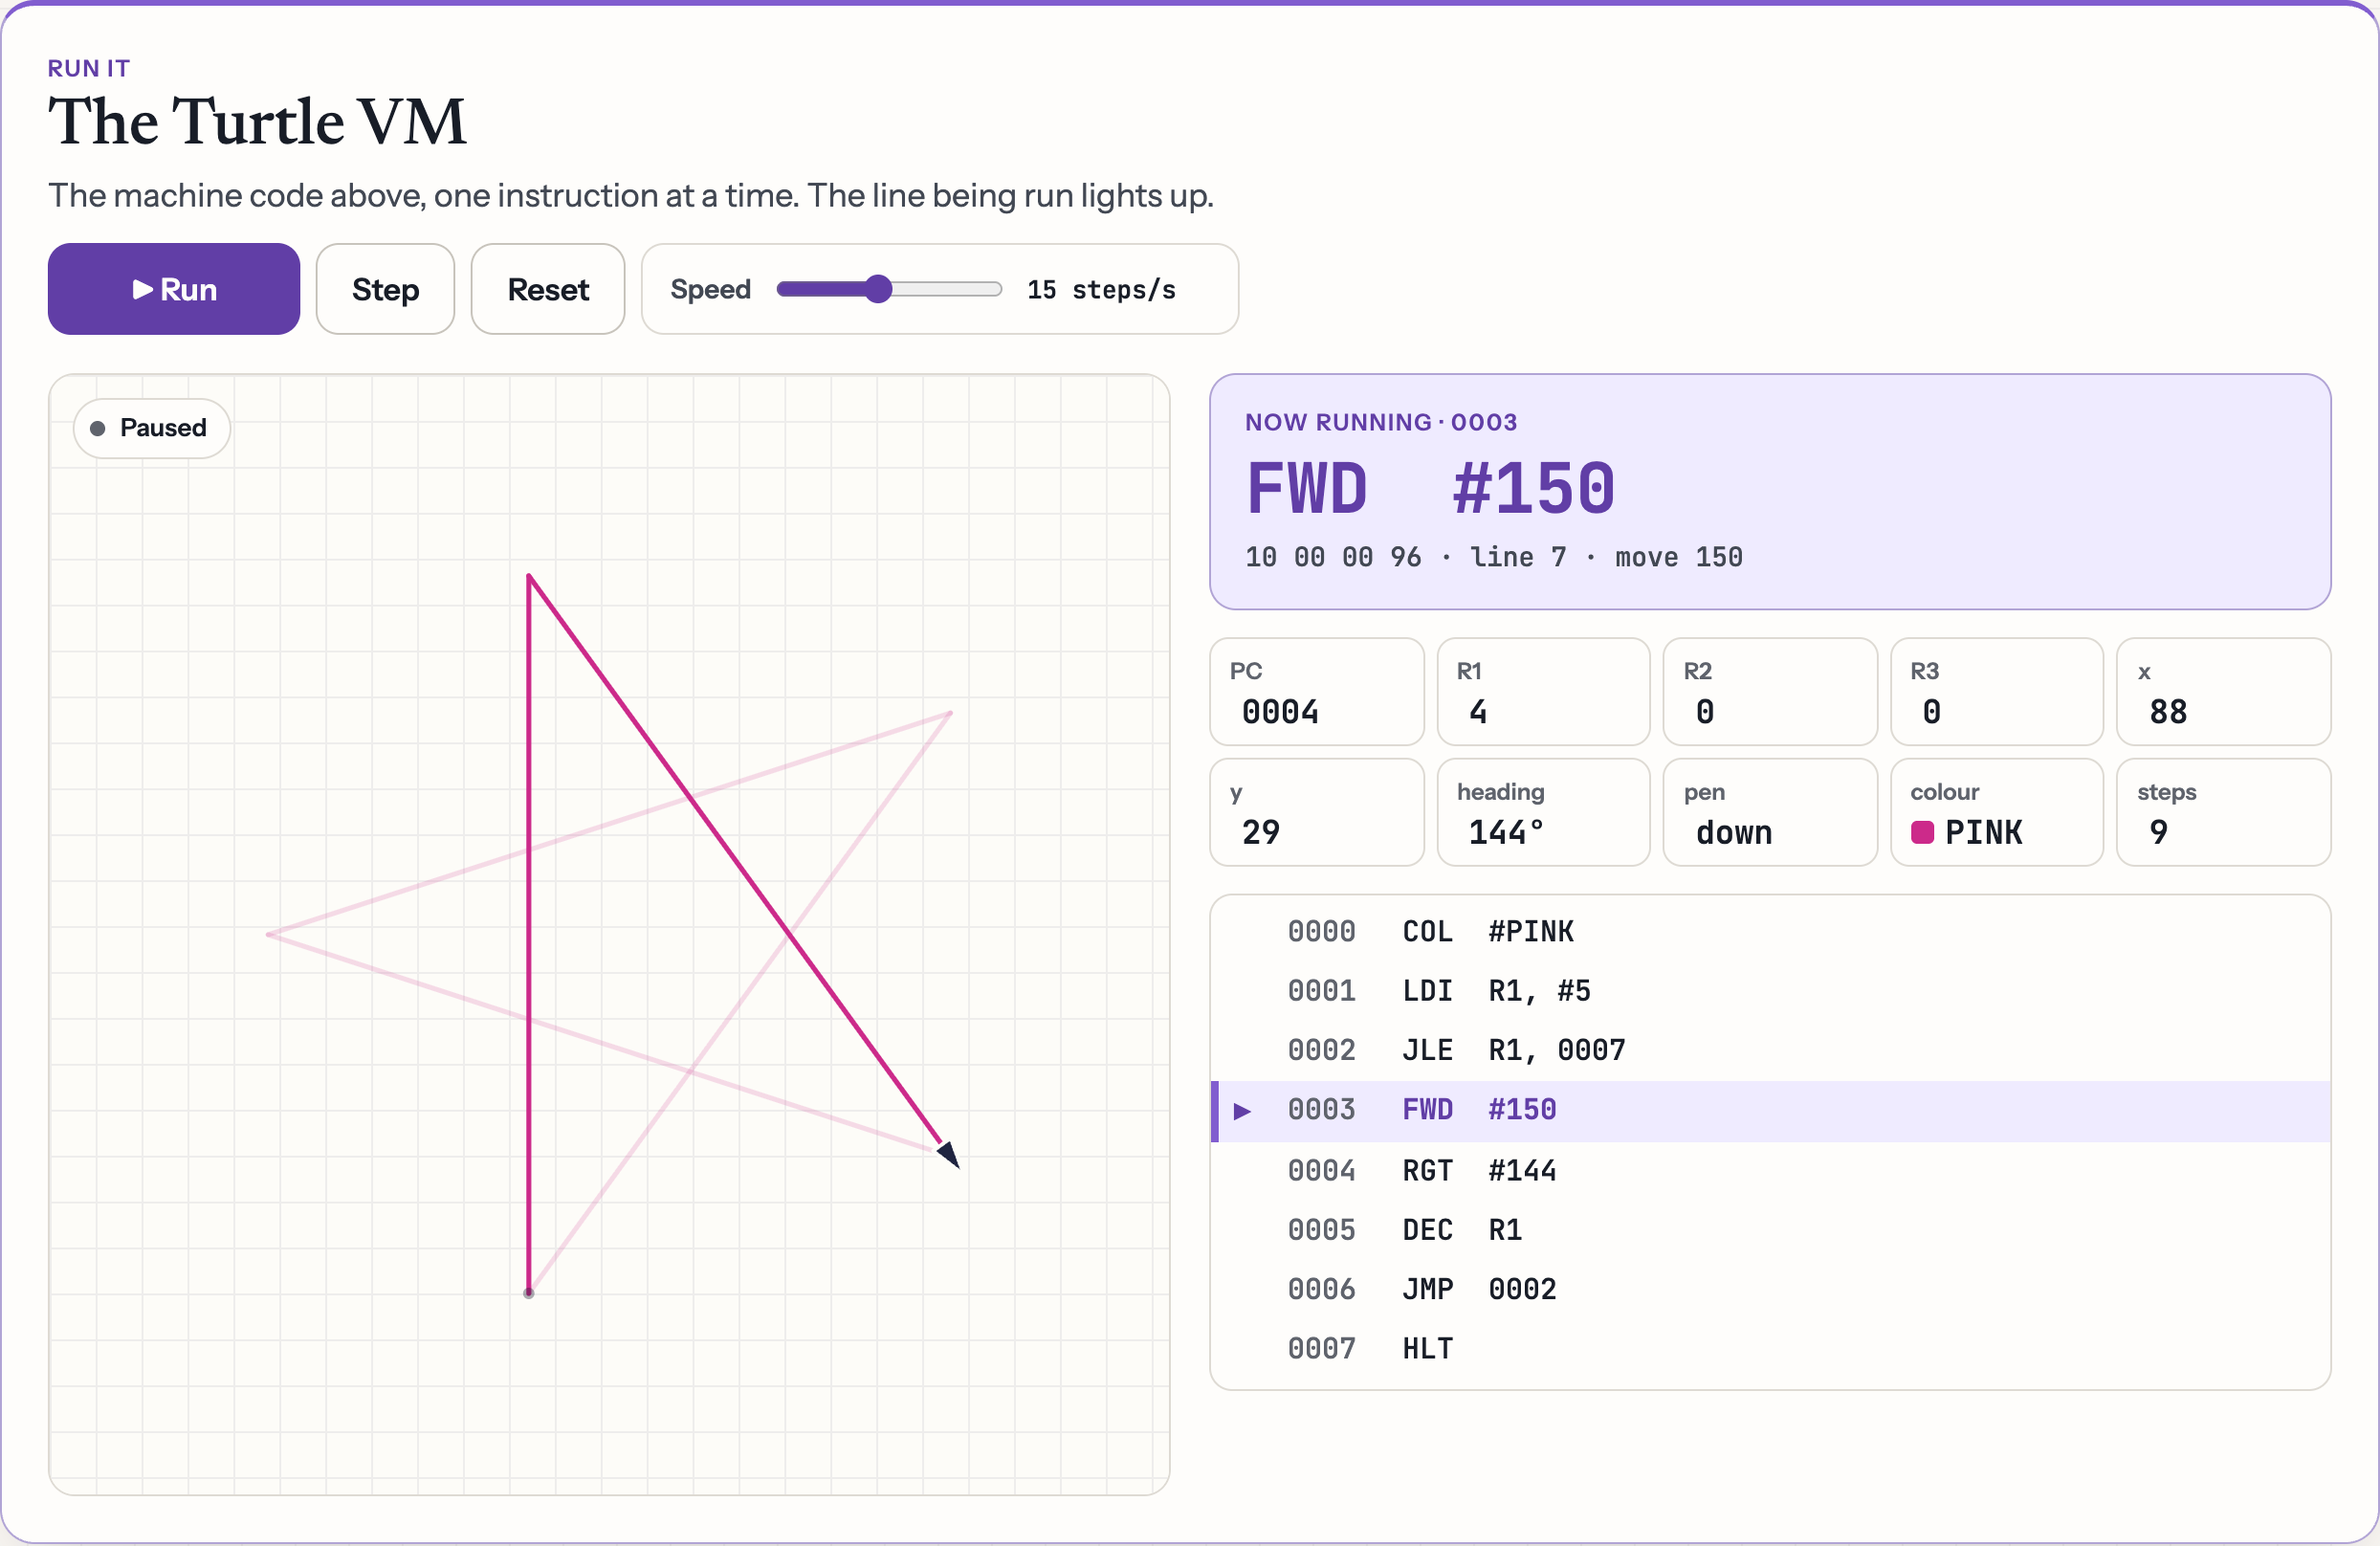 RUN IT
The Turtle VM
The machine code above, one instruction at a time. The line being run lights up.
▶ Run
Step
Reset
Speed 15 steps/s
Paused
NOW RUNNING · 0003
FWD #150
10 00 00 96 · line 7 · move 150
PC R1 R2 R3 x
0004 4 0 0 88
y heading pen colour steps
29 144° down PINK 9
0000 COL #PINK
0001 LDI R1, #5
0002 JLE R1, 0007
▶ 0003 FWD #150
0004 RGT #144
0005 DEC R1
0006 JMP 0002
0007 HLT